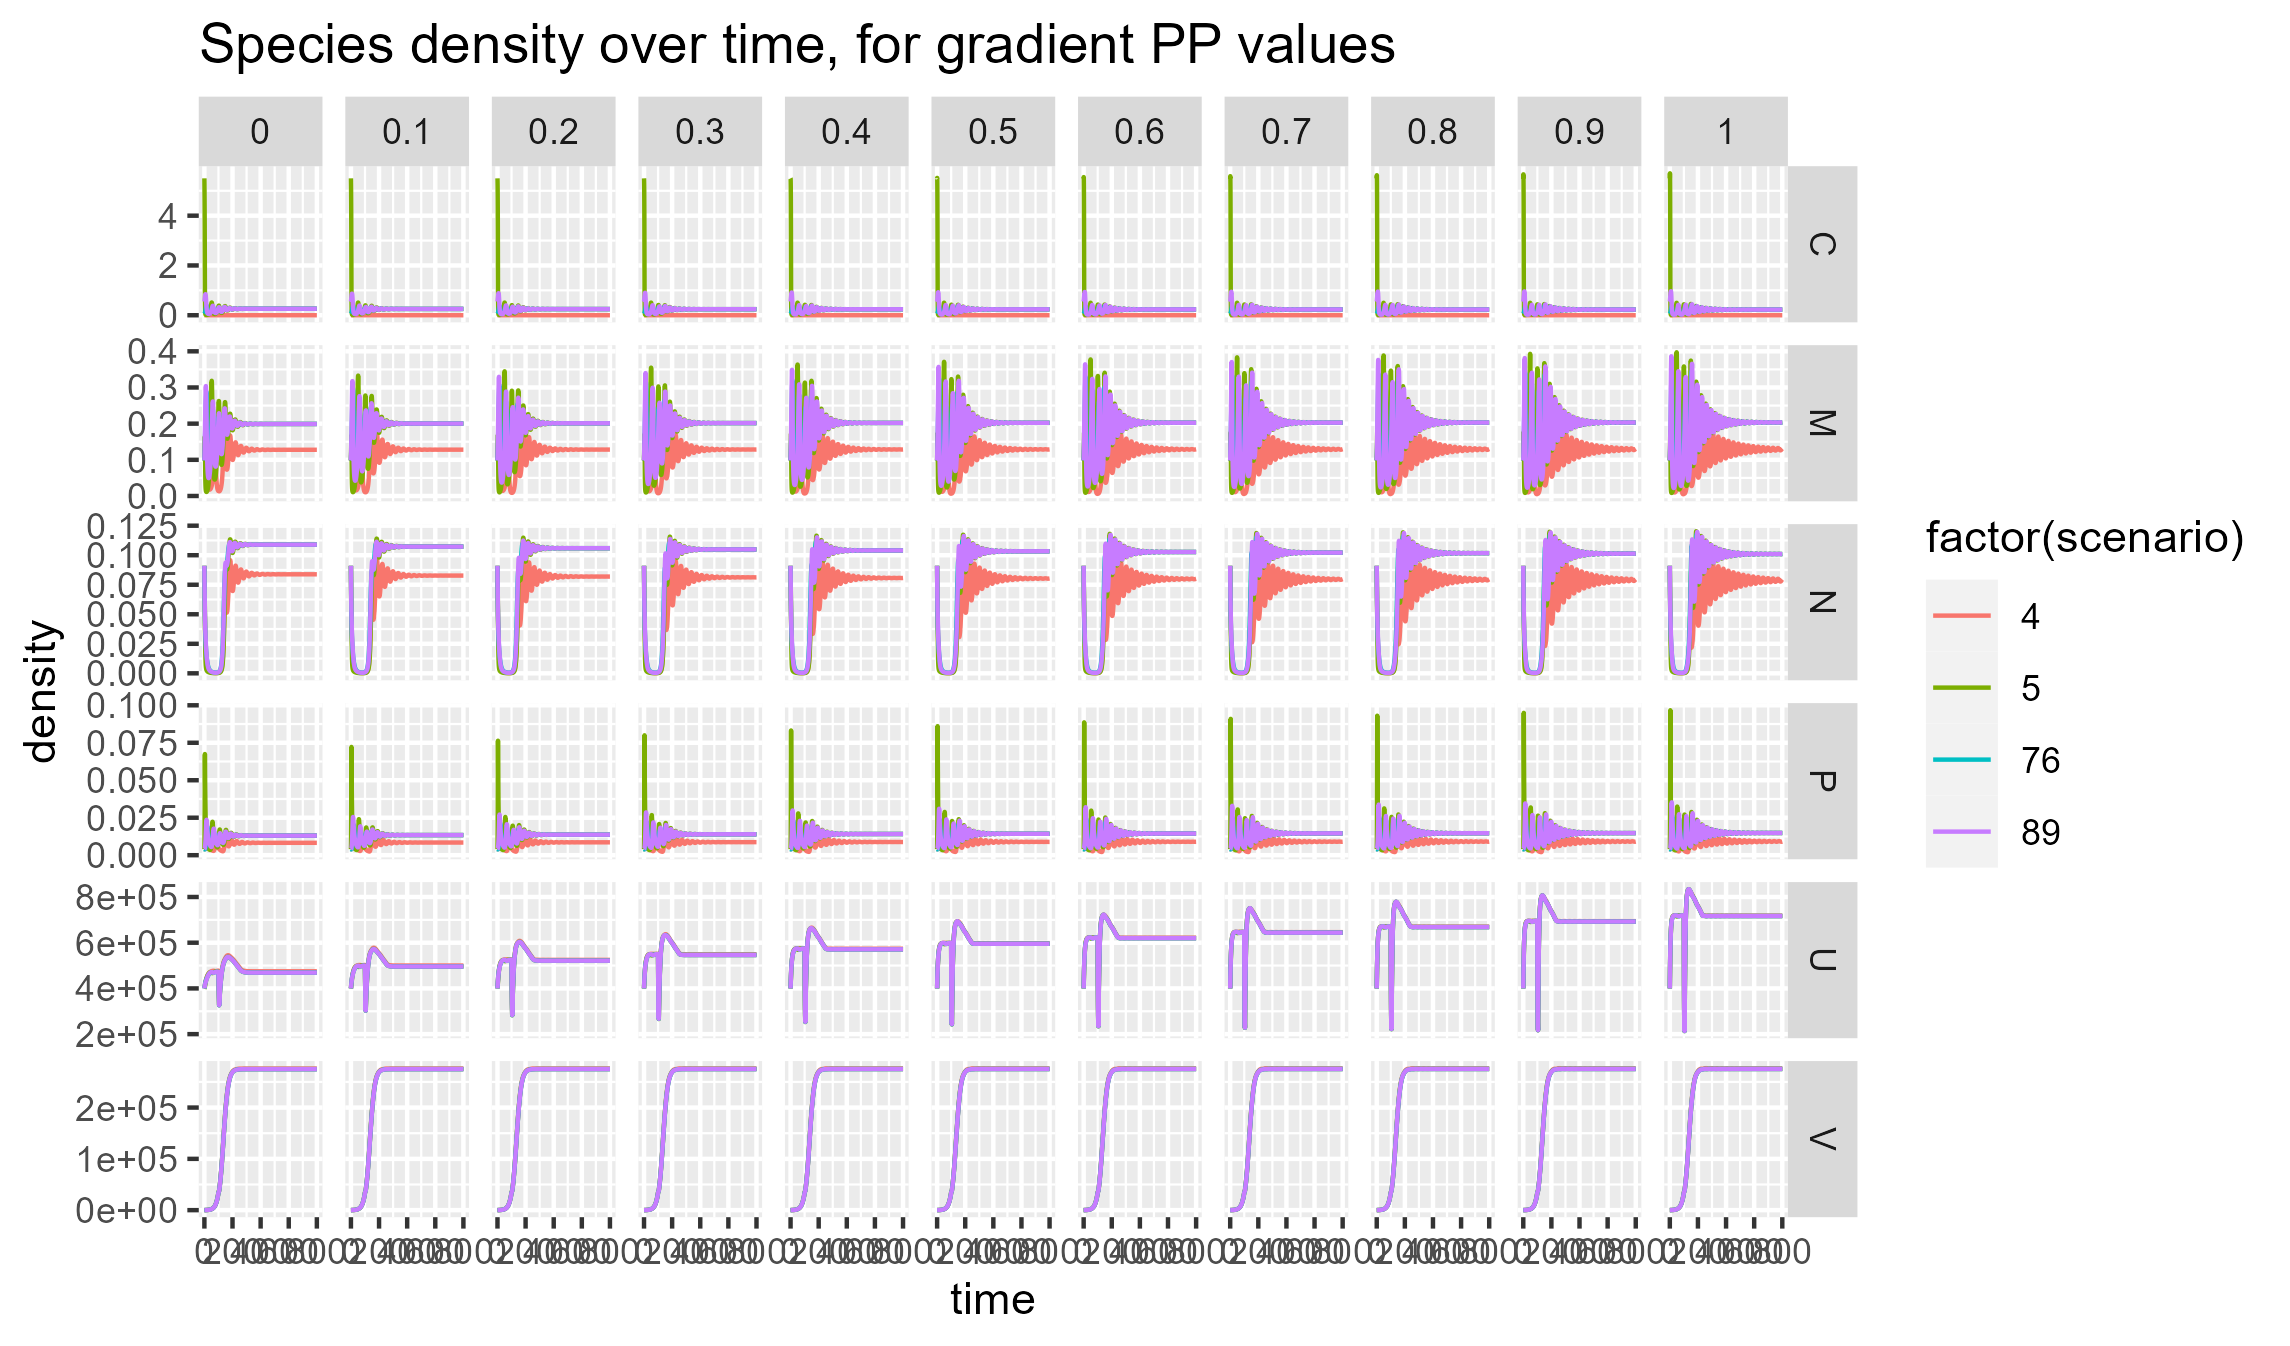 Species density over time, for gradient PP values
0 0.1 0.2 0.3 0.4 0.5 0.6 0.7 0.8 0.9 1
4
2
0
C
0.4
0.3
0.2
0.1
0.0
M
0.125
0.100
0.075
0.050
0.025
0.000
N
0.100
0.075
0.050
0.025
0.000
P
8e+05
6e+05
4e+05
2e+05
U
2e+05
1e+05
0e+00
V
density
time
factor(scenario)
4
5
76
89